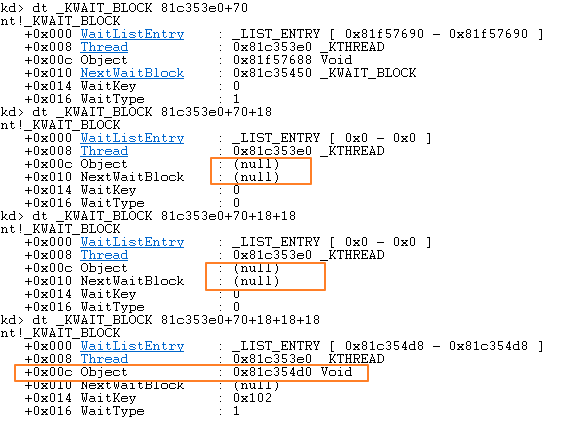 kd> dt _KWAIT_BLOCK 81c353e0+70
nt!_KWAIT_BLOCK
+0x000 WaitListEntry : _LIST_ENTRY [ 0x81f57690 - 0x81f57690 ]
+0x008 Thread : 0x81c353e0 _KTHREAD
+0x00c Object : 0x81f57688 Void
+0x010 NextWaitBlock : 0x81c35450 _KWAIT_BLOCK
+0x014 WaitKey : 0
+0x016 WaitType : 1
kd> dt _KWAIT_BLOCK 81c353e0+70+18
nt!_KWAIT_BLOCK
+0x000 WaitListEntry : _LIST_ENTRY [ 0x0 - 0x0 ]
+0x008 Thread : 0x81c353e0 _KTHREAD
+0x00c Object : (null)
+0x010 NextWaitBlock : (null)
+0x014 WaitKey : 0
+0x016 WaitType : 0
kd> dt _KWAIT_BLOCK 81c353e0+70+18+18
nt!_KWAIT_BLOCK
+0x000 WaitListEntry : _LIST_ENTRY [ 0x0 - 0x0 ]
+0x008 Thread : 0x81c353e0 _KTHREAD
+0x00c Object : (null)
+0x010 NextWaitBlock : (null)
+0x014 WaitKey : 0
+0x016 WaitType : 0
kd> dt _KWAIT_BLOCK 81c353e0+70+18+18+18
nt!_KWAIT_BLOCK
+0x000 WaitListEntry : _LIST_ENTRY [ 0x81c354d8 - 0x81c354d8 ]
+0x008 Thread : 0x81c353e0 _KTHREAD
+0x00c Object : 0x81c354d0 Void
+0x010 NextWaitBlock : (null)
+0x014 WaitKey : 0x102
+0x016 WaitType : 1